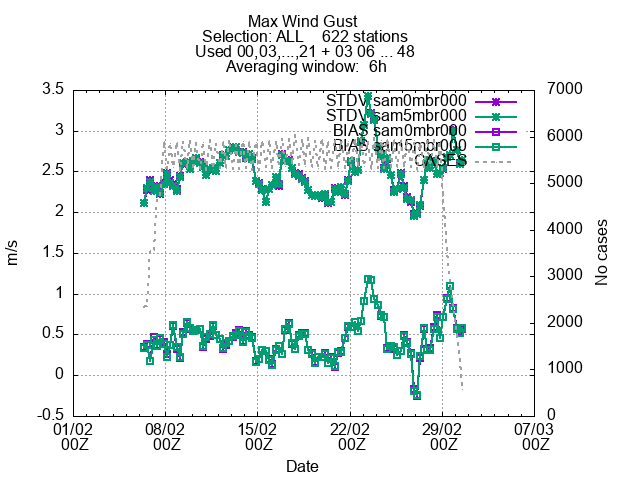 Max Wind Gust
Selection: ALL 622 stations
Used 00,03,...,21 + 03 06 ... 48
Averaging window: 6h
3.5
3
2.5
2
1.5
1
0.5
0
-0.5
m/s
7000
6000
5000
4000
3000
2000
1000
0
No cases
STDV sam0mbr000
STDV sam5mbr000
BIAS sam0mbr000
BIAS sam5mbr000
CASES
01/02 08/02 15/02 22/02 29/02 07/03
00Z 00Z 00Z 00Z 00Z 00Z
Date